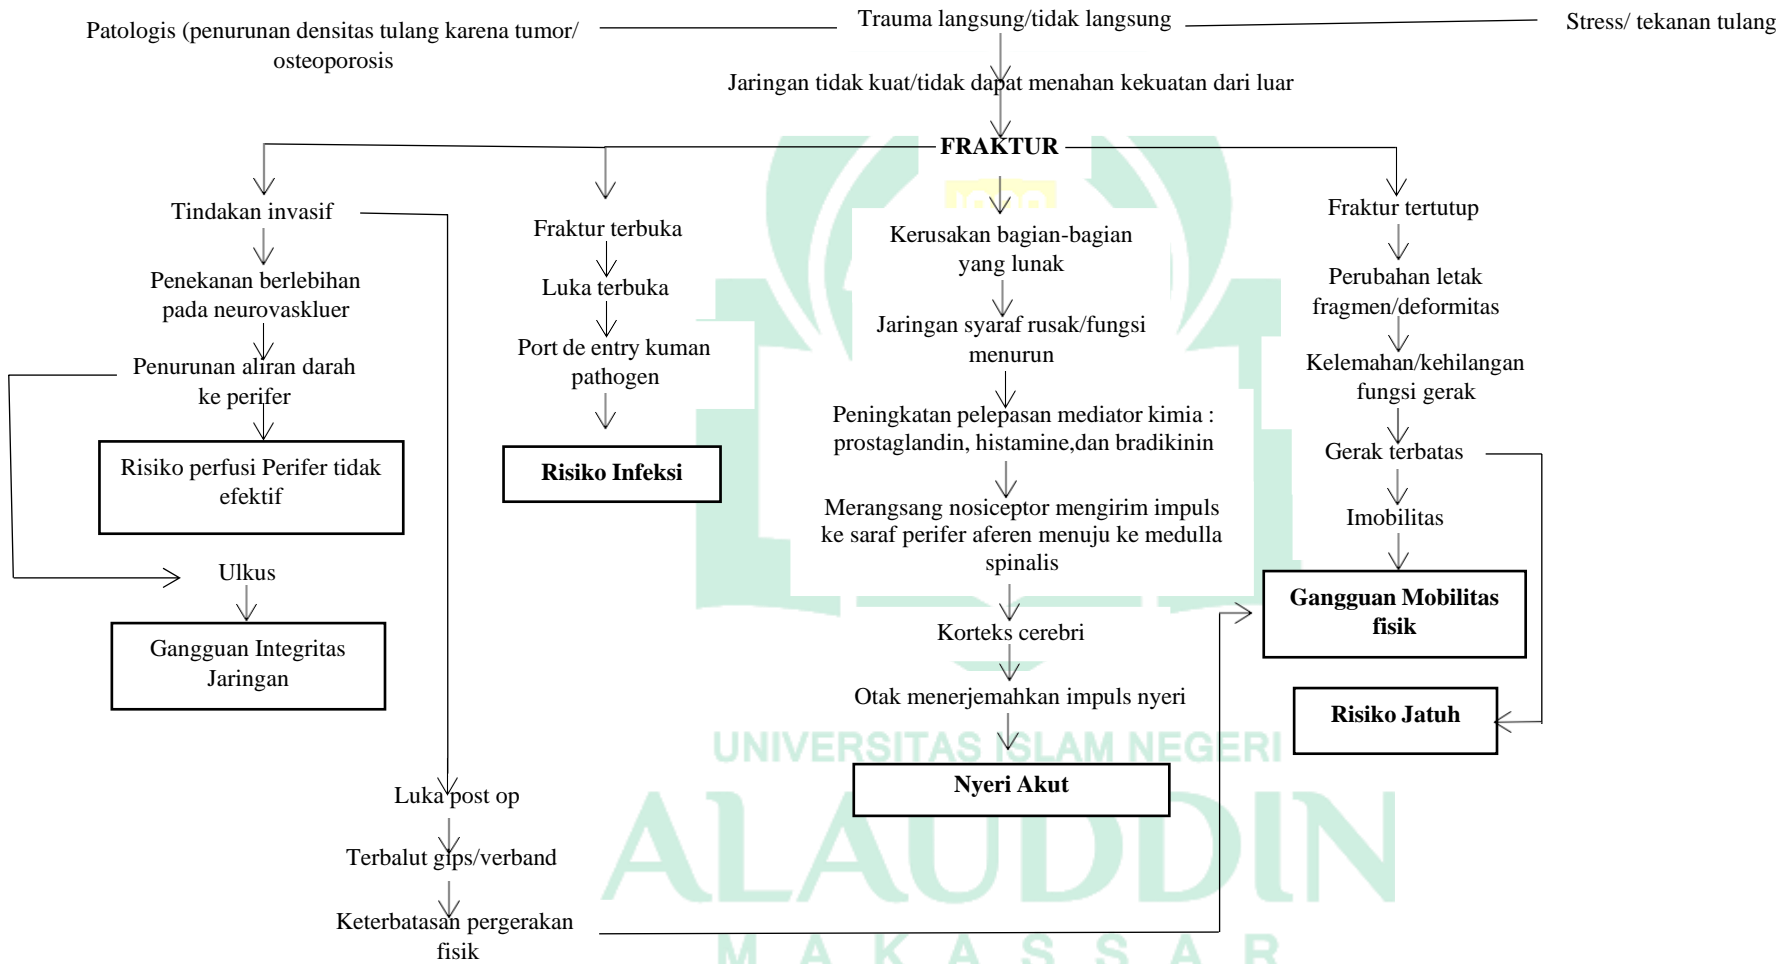 Patologis (penurunan densitas tulang karena tumor/
osteoporosis
Trauma langsung/tidak langsung
Stress/ tekanan tulang
Jaringan tidak kuat/tidak dapat menahan kekuatan dari luar
FRAKTUR
Tindakan invasif
Penekanan berlebihan
pada neurovaskluer
Penurunan aliran darah
ke perifer
Risiko perfusi Perifer tidak
efektif
Ulkus
Gangguan Integritas
Jaringan
Luka post op
Terbalut gips/verband
Keterbatasan pergerakan
fisik
Fraktur terbuka
Luka terbuka
Port de entry kuman
pathogen
Risiko Infeksi
Kerusakan bagian-bagian
yang lunak
Jaringan syaraf rusak/fungsi
menurun
Peningkatan pelepasan mediator kimia :
prostaglandin, histamine,dan bradikinin
Merangsang nosiceptor mengirim impuls
ke saraf perifer aferen menuju ke medulla
spinalis
Korteks cerebri
Otak menerjemahkan impuls nyeri
Nyeri Akut
Fraktur tertutup
Perubahan letak
fragmen/deformitas
Kelemahan/kehilangan
fungsi gerak
Gerak terbatas
Imobilitas
Gangguan Mobilitas
fisik
Risiko Jatuh
UNIVERSITAS ISLAM NEGERI
ALAUDDIN
MAKASSAR